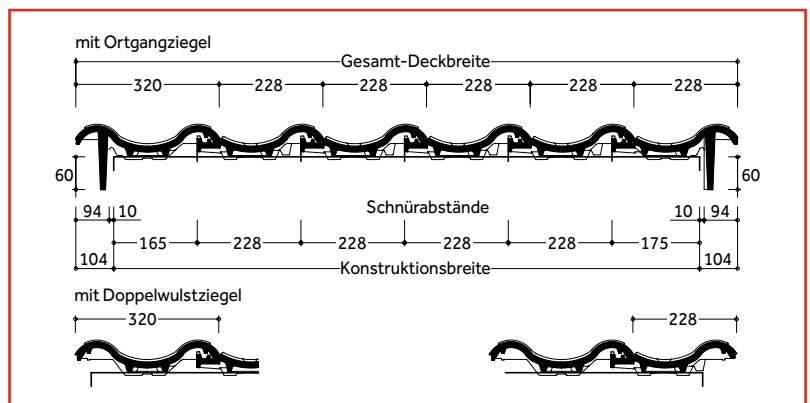 mit Ortgangziegel
Gesamt-Deckbreite
320 228 228 228 228 228
60 60
94 10 Schnürabstände 10 94
165 228 228 228 228 175
104 Konstruktionsbreite 104
mit Doppelwulstziegel
320 228